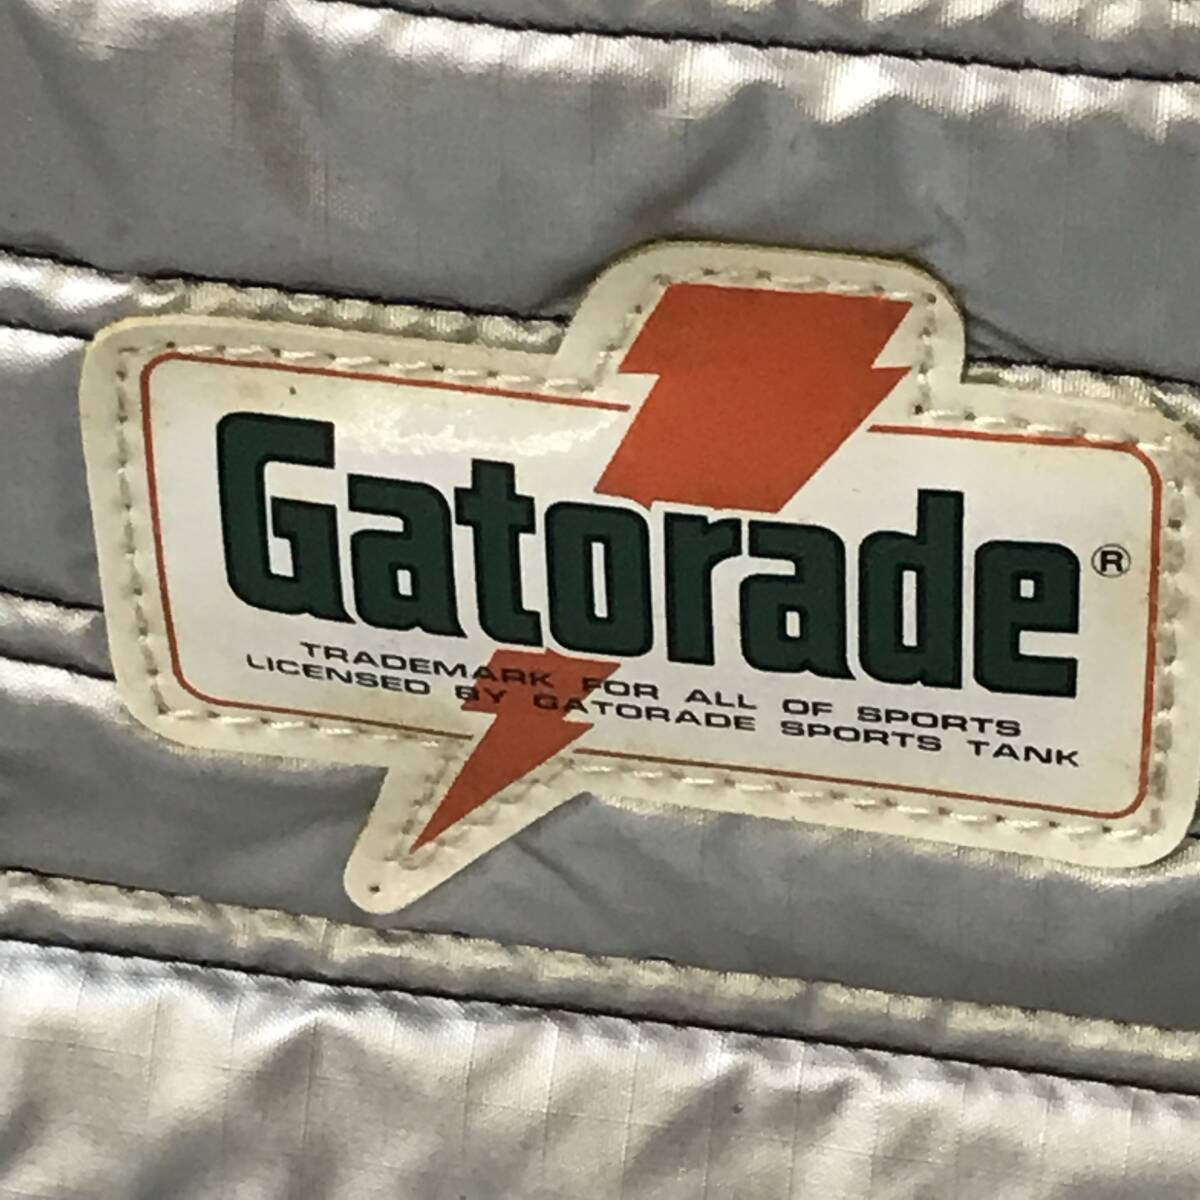 Gatorade®
TRADEMARK FOR ALL OF SPORTS
LICENSED BY GATORADE SPORTS TANK